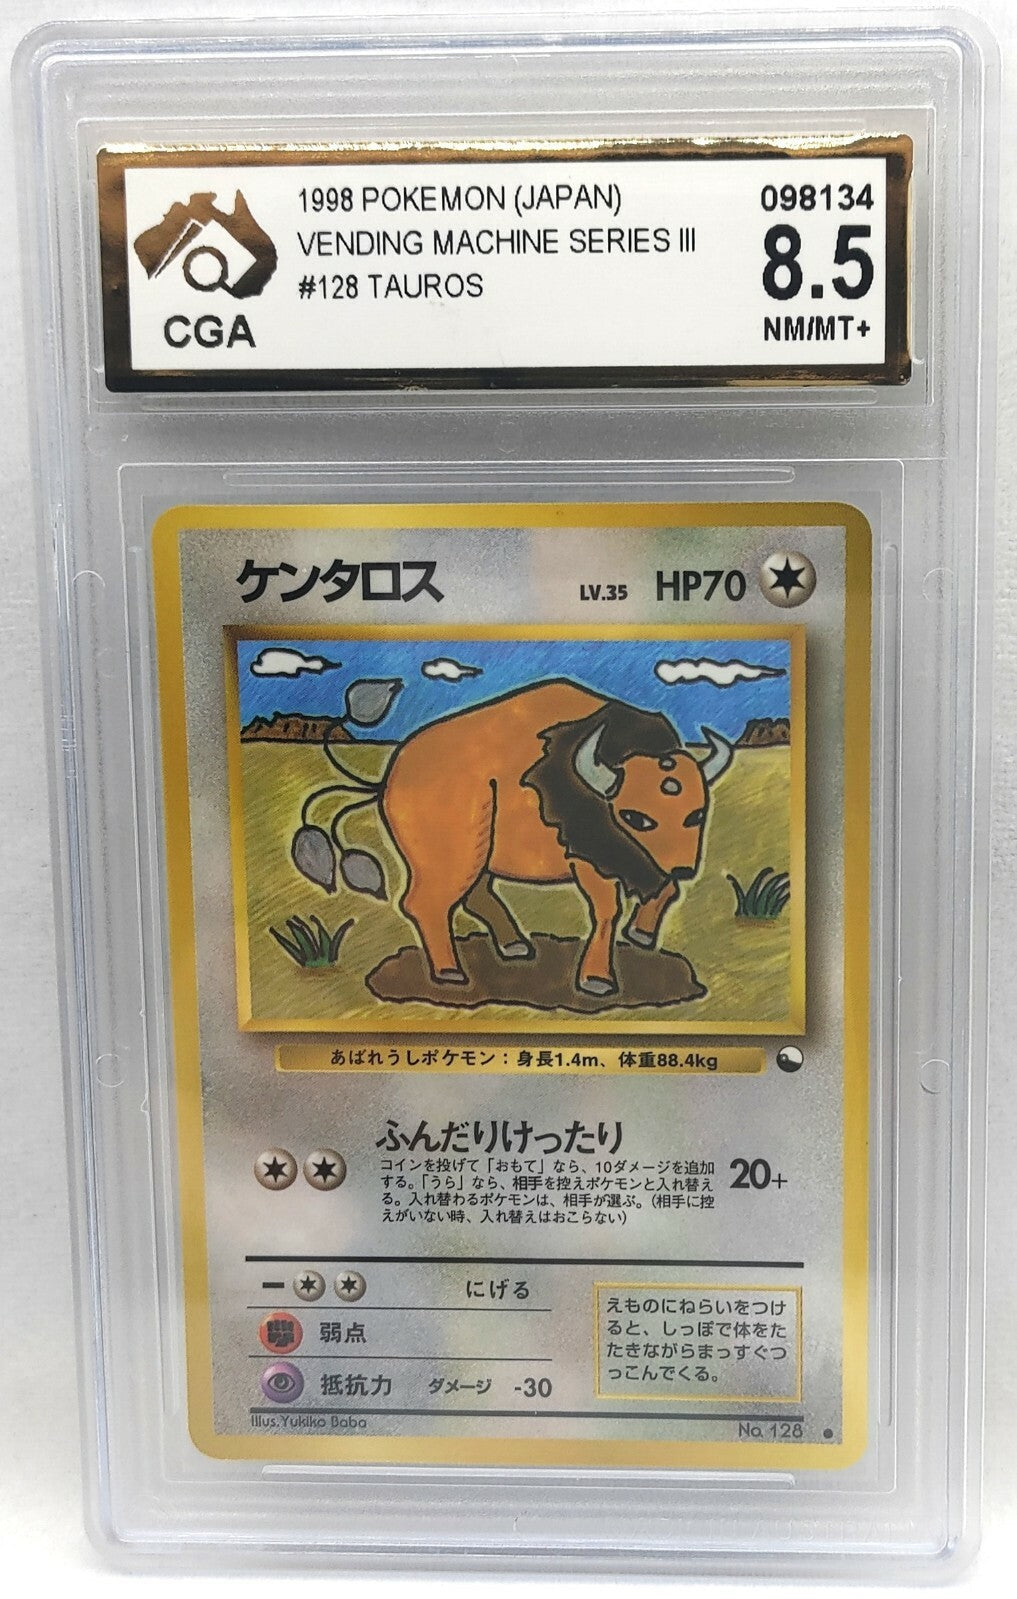 1998 POKEMON (JAPAN)
VENDING MACHINE SERIES III
#128 TAUROS
098134
8.5
NM/MT+
CGA
ケンタロス LV.35 HP70
あばれうしポケモン：身長1.4m、体重88.4kg
ふんだりけったり
コインを投げて「おもて」なら、10ダメージを追加
する。「うら」なら、相手を控えポケモンと入れ替え
る。入れ替わるポケモンは、相手が選ぶ。（相手に控
えがいない時、入れ替えはおこらない）
20+
にげる
弱点
抵抗力 ダメージ -30
えものにねらいをつけ
ると、しっぽで体をた
たきながらまっすぐつ
っこんでくる。
Illus.Yukiko Baba
No. 128